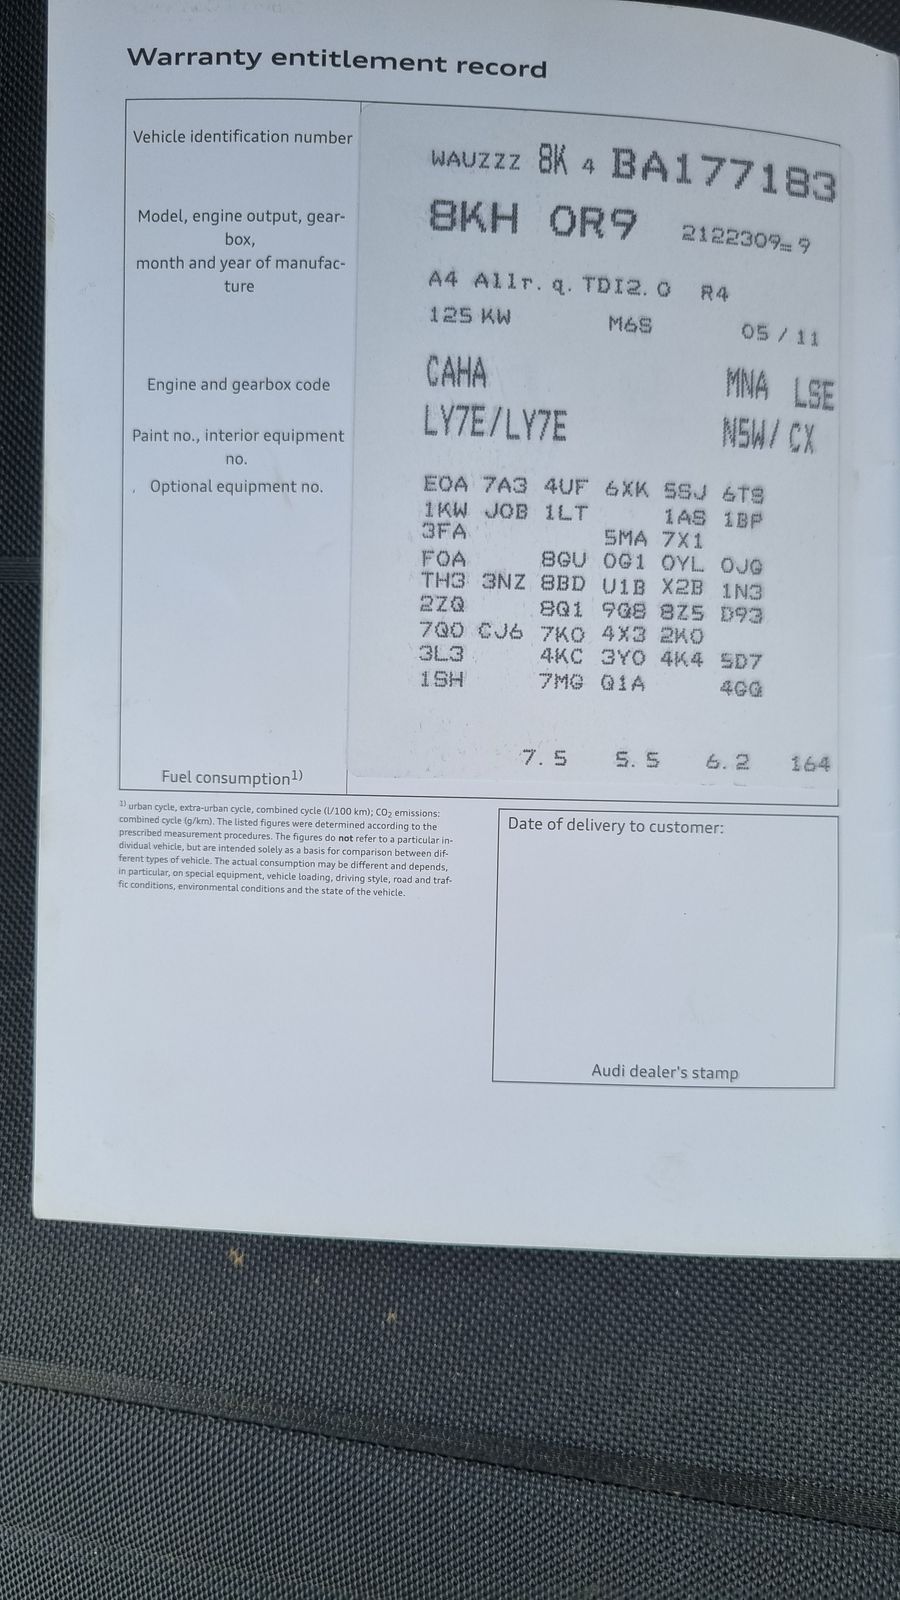 Warranty entitlement record
Vehicle identification number
WAUZZZ 8K 4 BA177183
8KH 0R9 2122309= 9
Model, engine output, gear-
box,
month and year of manufac-
ture
A4 Allr. q. TDI2. 0 R4
125 KW M6S 05 / 11
Engine and gearbox code
CAHA MNA LSE
Paint no., interior equipment
no.
LY7E/LY7E N5W/ CX
Optional equipment no.
E0A 7A3 4UF 6XK 5SJ 6T8
1KW J0B 1LT 1AS 1BP
3FA 5MA 7X1
F0A 8GU 0G1 0YL 0JG
TH3 3NZ 8BD U1B X2B 1N3
2ZQ 8Q1 9Q8 8Z5 D93
7Q0 CJ6 7K0 4X3 2K0
3L3 4KC 3Y0 4K4 5D7
1SH 7MG Q1A 4GQ
Fuel consumption1)
7. 5 5. 5 6. 2 164
1) urban cycle, extra-urban cycle, combined cycle (l/100 km); CO2 emissions:
combined cycle (g/km). The listed figures were determined according to the
prescribed measurement procedures. The figures do not refer to a particular in-
dividual vehicle, but are intended solely as a basis for comparison between dif-
ferent types of vehicle. The actual consumption may be different and depends,
in particular, on special equipment, vehicle loading, driving style, road and traf-
fic conditions, environmental conditions and the state of the vehicle.
Date of delivery to customer:
Audi dealer's stamp